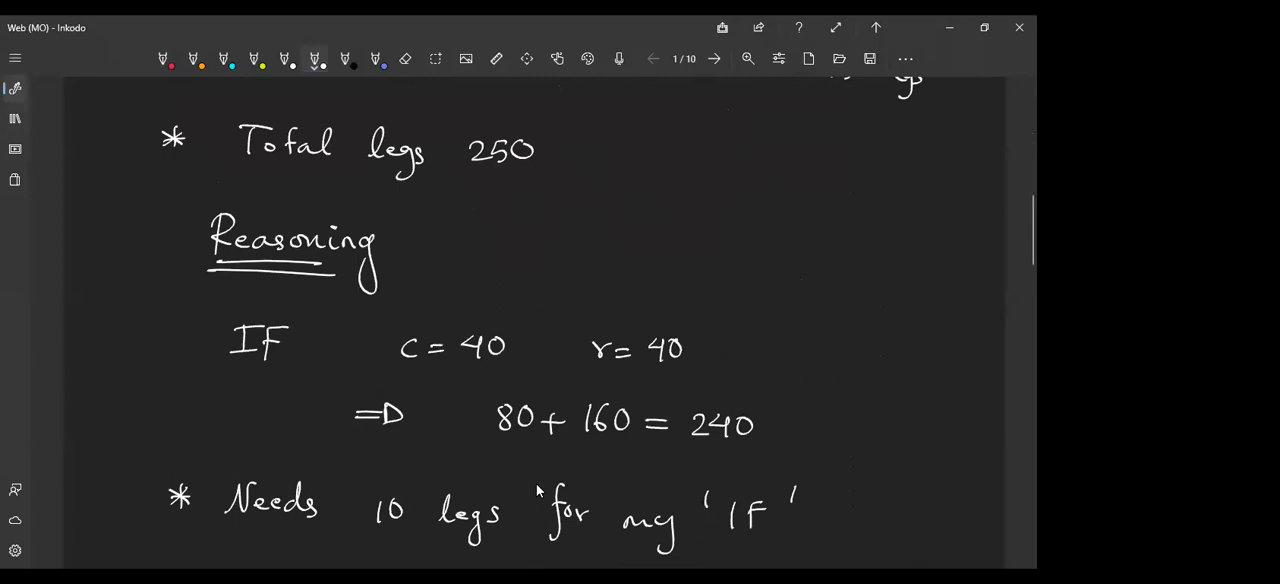 Web (MO) - Inkodo
1 / 10
* Total legs 250
Reasoning
IF c = 40 r = 40
⇒ 80 + 160 = 240
* Needs 10 legs for my 'IF'